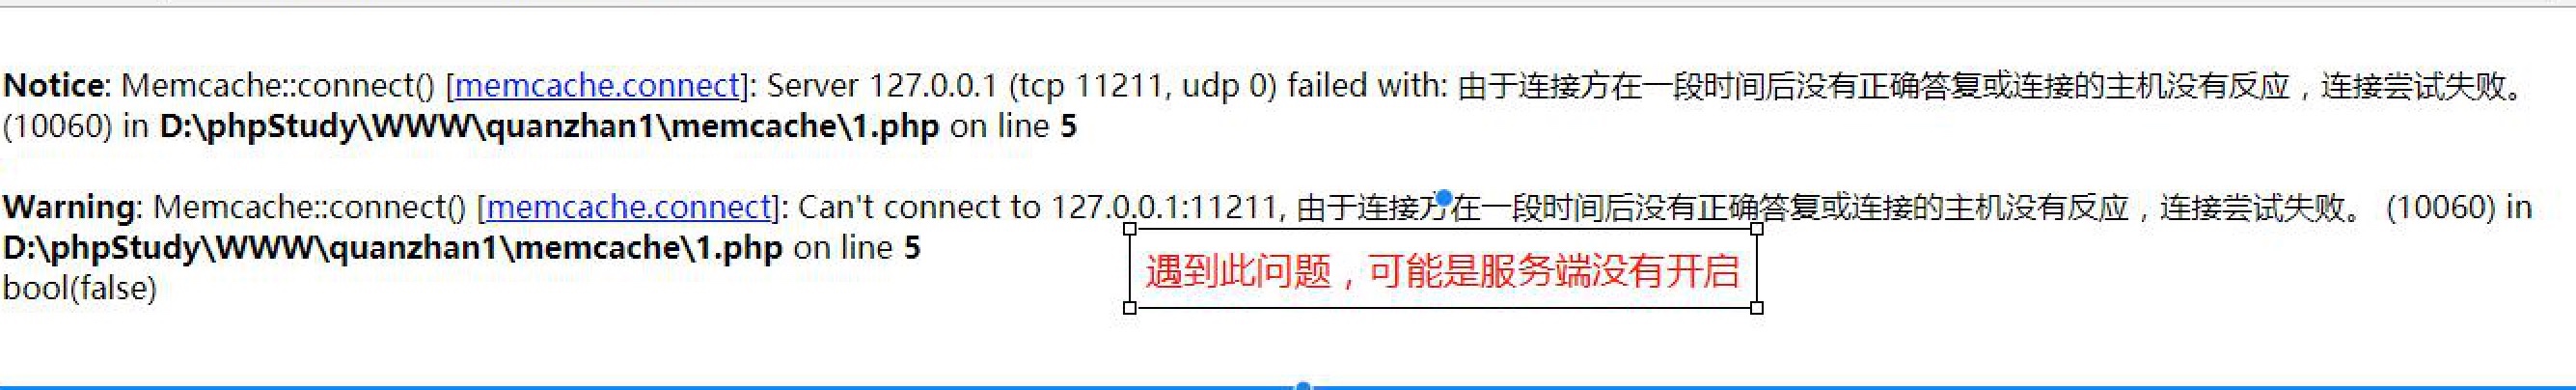 Notice: Memcache::connect() [memcache.connect]: Server 127.0.0.1 (tcp 11211, udp 0) failed with: 由于连接方在一段时间后没有正确答复或连接的主机没有反应，连接尝试失败。
(10060) in D:\phpStudy\WWW\quanzhan1\memcache\1.php on line 5
Warning: Memcache::connect() [memcache.connect]: Can't connect to 127.0.0.1:11211, 由于连接方在一段时间后没有正确答复或连接的主机没有反应，连接尝试失败。 (10060) in
D:\phpStudy\WWW\quanzhan1\memcache\1.php on line 5
bool(false)
遇到此问题，可能是服务端没有开启